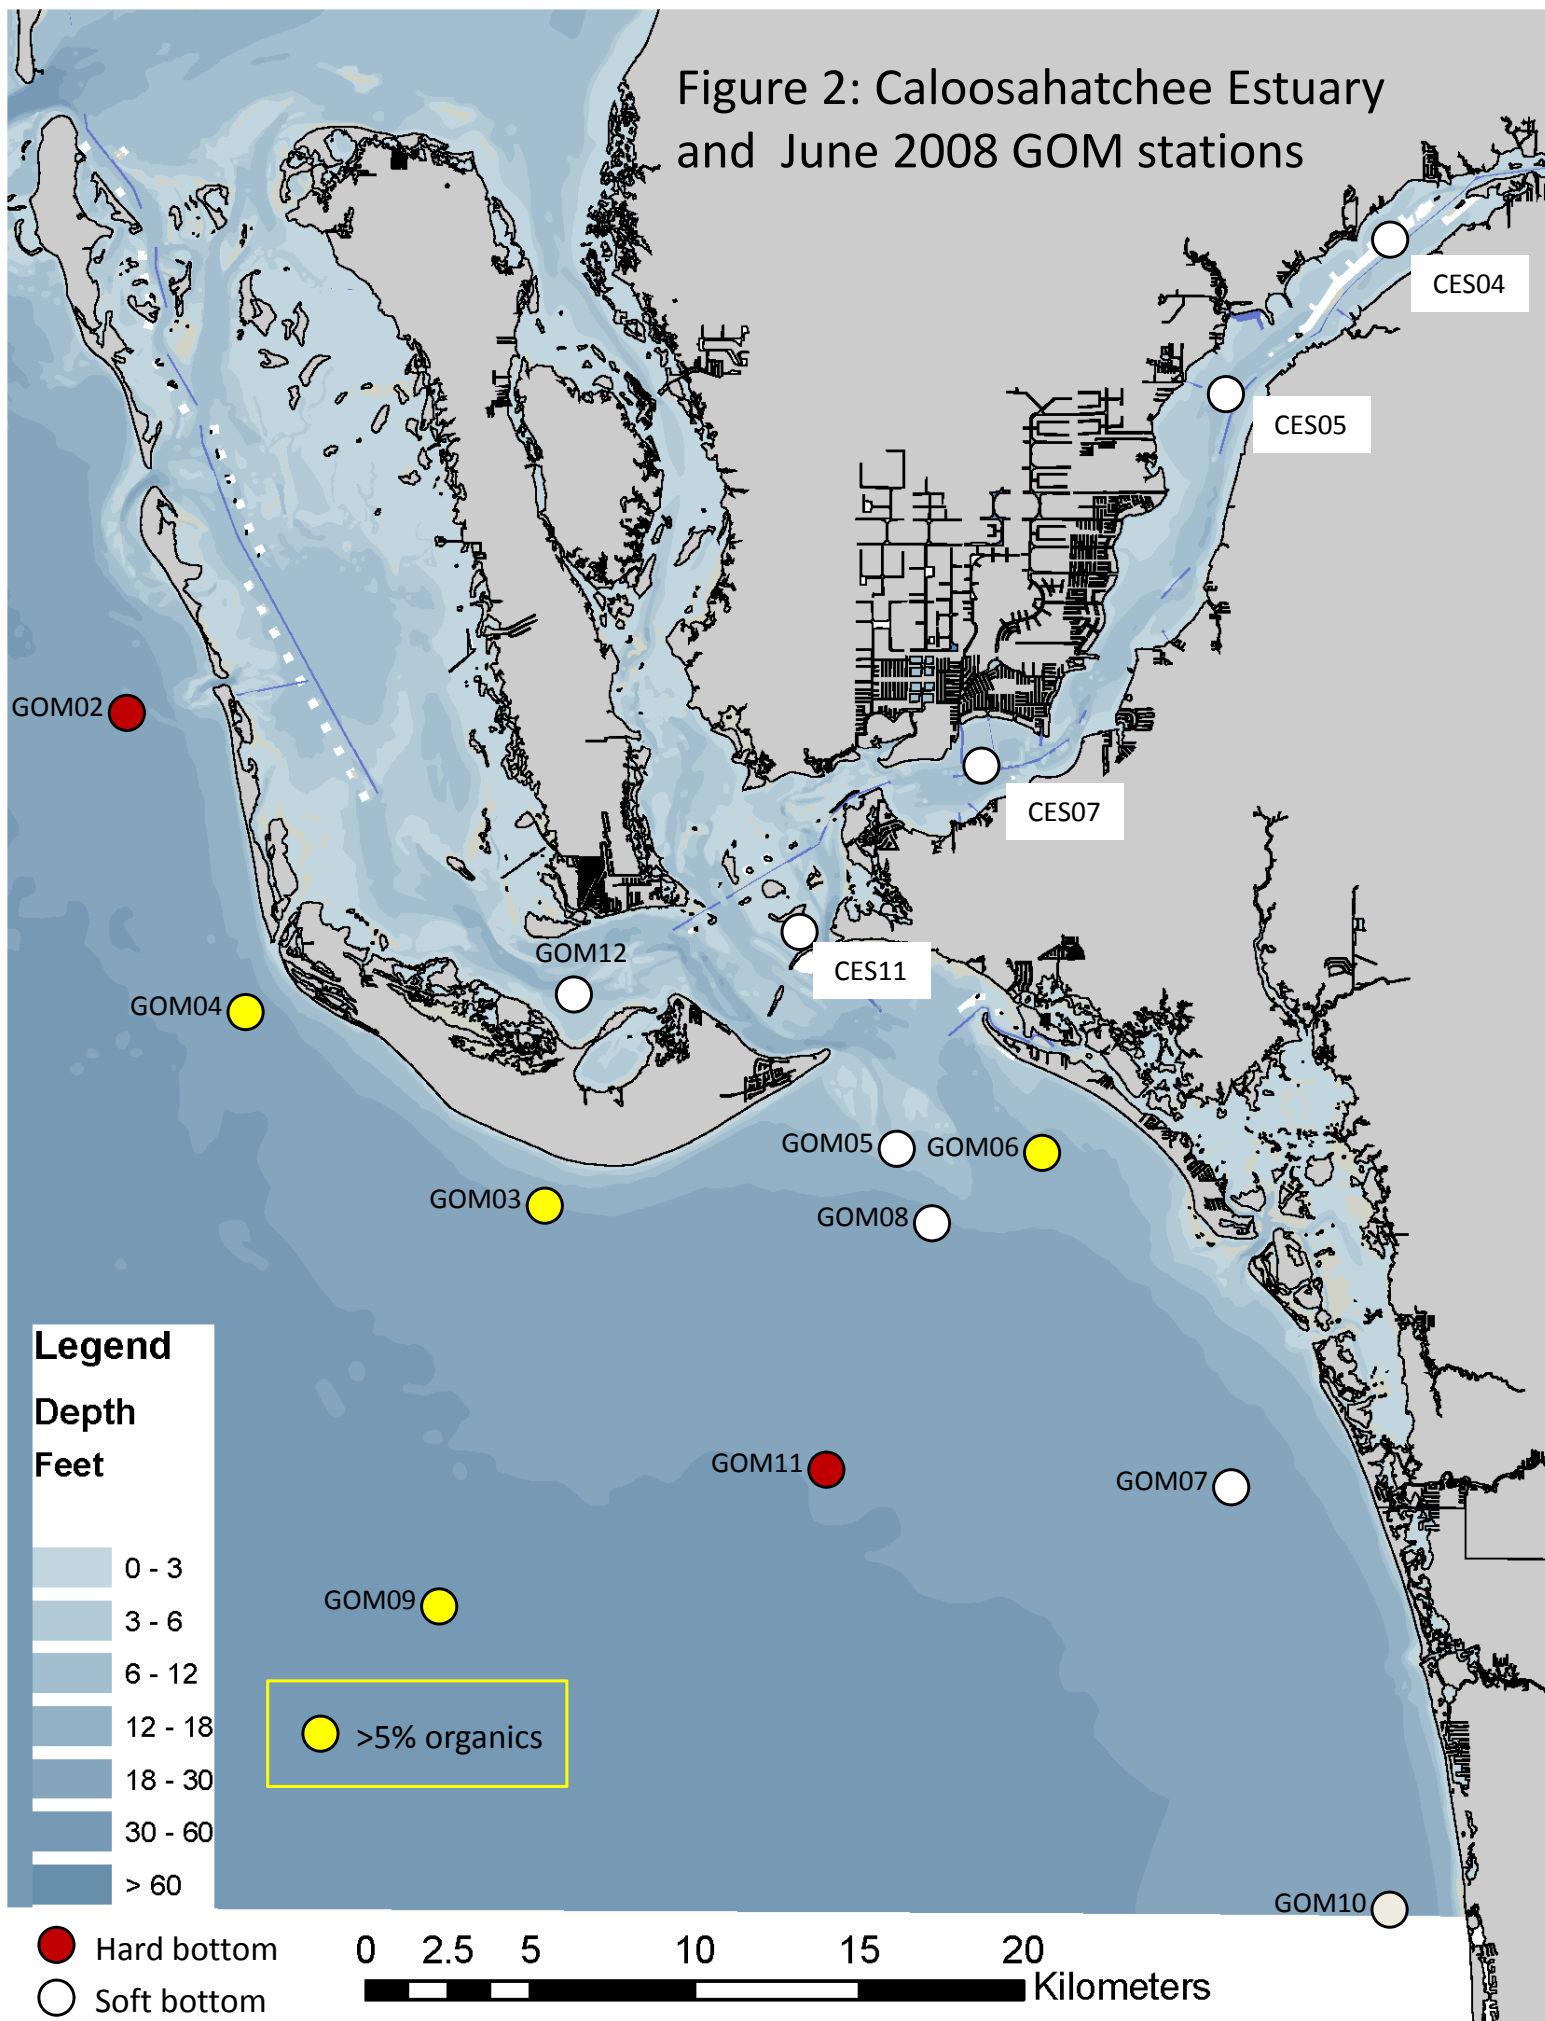 Figure 2: Caloosahatchee Estuary
and June 2008 GOM stations
CES04
CES05
GOM02
CES07
GOM12
CES11
GOM04
GOM05
GOM06
GOM03
GOM08
GOM11
GOM07
GOM09
GOM10
>5% organics
Legend
Depth
Feet
0 - 3
3 - 6
6 - 12
12 - 18
18 - 30
30 - 60
> 60
Hard bottom
Soft bottom
0 2.5 5 10 15 20
Kilometers